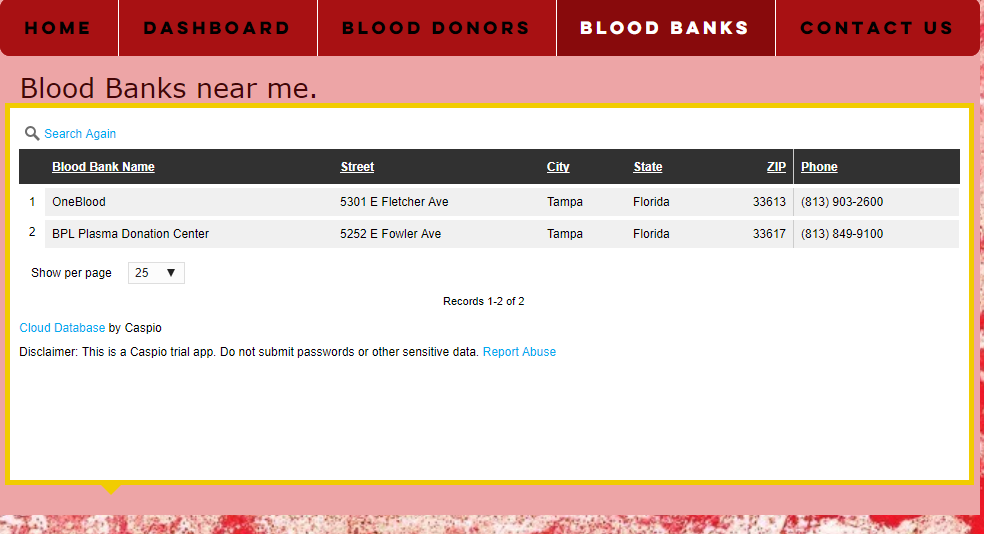 HOME DASHBOARD BLOOD DONORS BLOOD BANKS CONTACT US
Blood Banks near me.
Search Again
Blood Bank Name Street City State ZIP Phone
1 OneBlood 5301 E Fletcher Ave Tampa Florida 33613 (813) 903-2600
2 BPL Plasma Donation Center 5252 E Fowler Ave Tampa Florida 33617 (813) 849-9100
Show per page 25
Records 1-2 of 2
Cloud Database by Caspio
Disclaimer: This is a Caspio trial app. Do not submit passwords or other sensitive data. Report Abuse